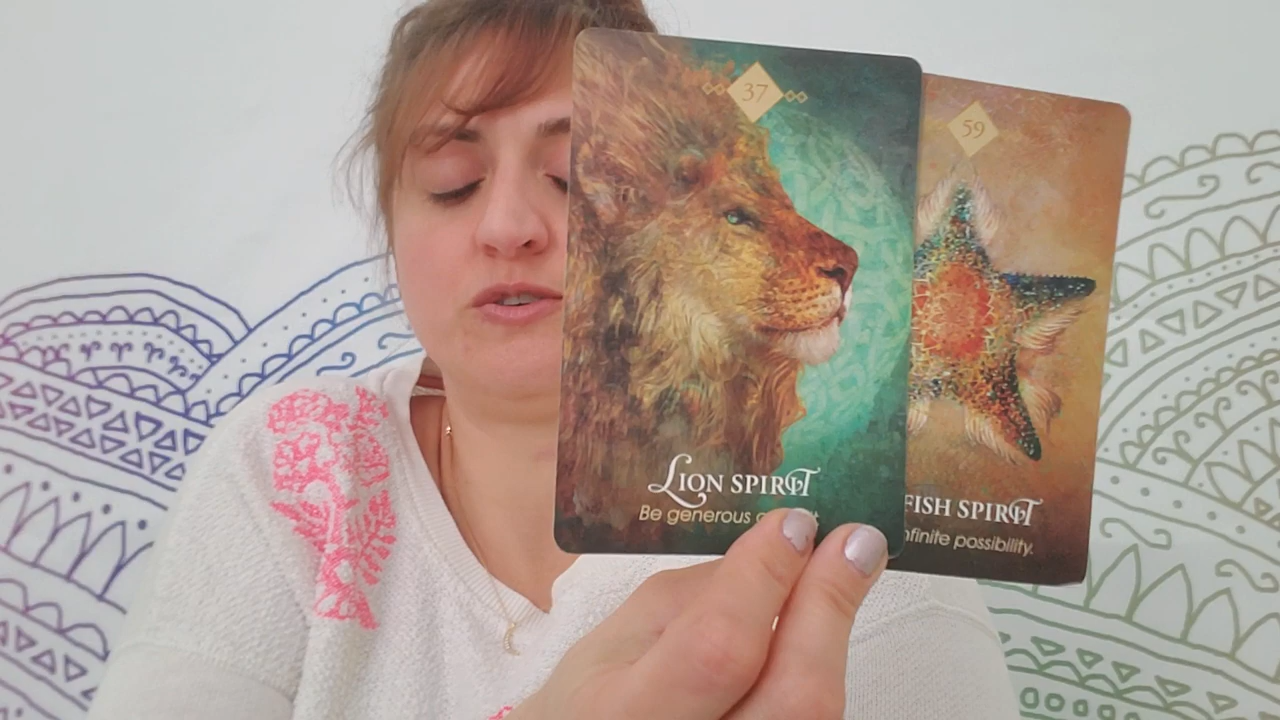 37
LION SPIRIT
Be generous
59
FISH SPIRIT
infinite possibility.